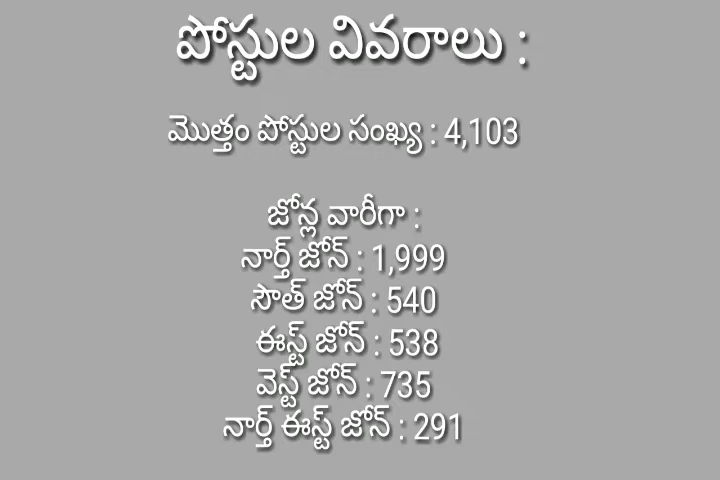 పోస్టుల వివరాలు :
మొత్తం పోస్టుల సంఖ్య : 4,103
జోన్ల వారీగా :
నార్త్ జోన్ : 1,999
సౌత్ జోన్ : 540
ఈస్ట్ జోన్ : 538
వెస్ట్ జోన్ : 735
నార్త్ ఈస్ట్ జోన్ : 291